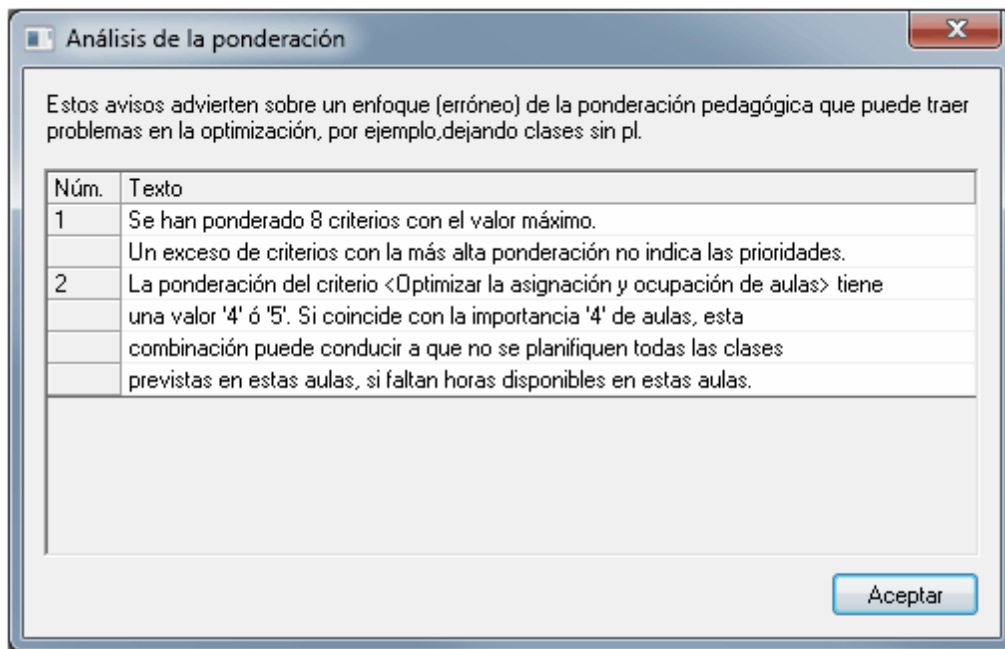 Análisis de la ponderación
Estos avisos advierten sobre un enfoque (erróneo) de la ponderación pedagógica que puede traer
problemas en la optimización, por ejemplo,dejando clases sin pl.
Núm. Texto
1 Se han ponderado 8 criterios con el valor máximo.
Un exceso de criterios con la más alta ponderación no indica las prioridades.
2 La ponderación del criterio <Optimizar la asignación y ocupación de aulas> tiene
una valor '4' ó '5'. Si coincide con la importancia '4' de aulas, esta
combinación puede conducir a que no se planifiquen todas las clases
previstas en estas aulas, si faltan horas disponibles en estas aulas.
Aceptar